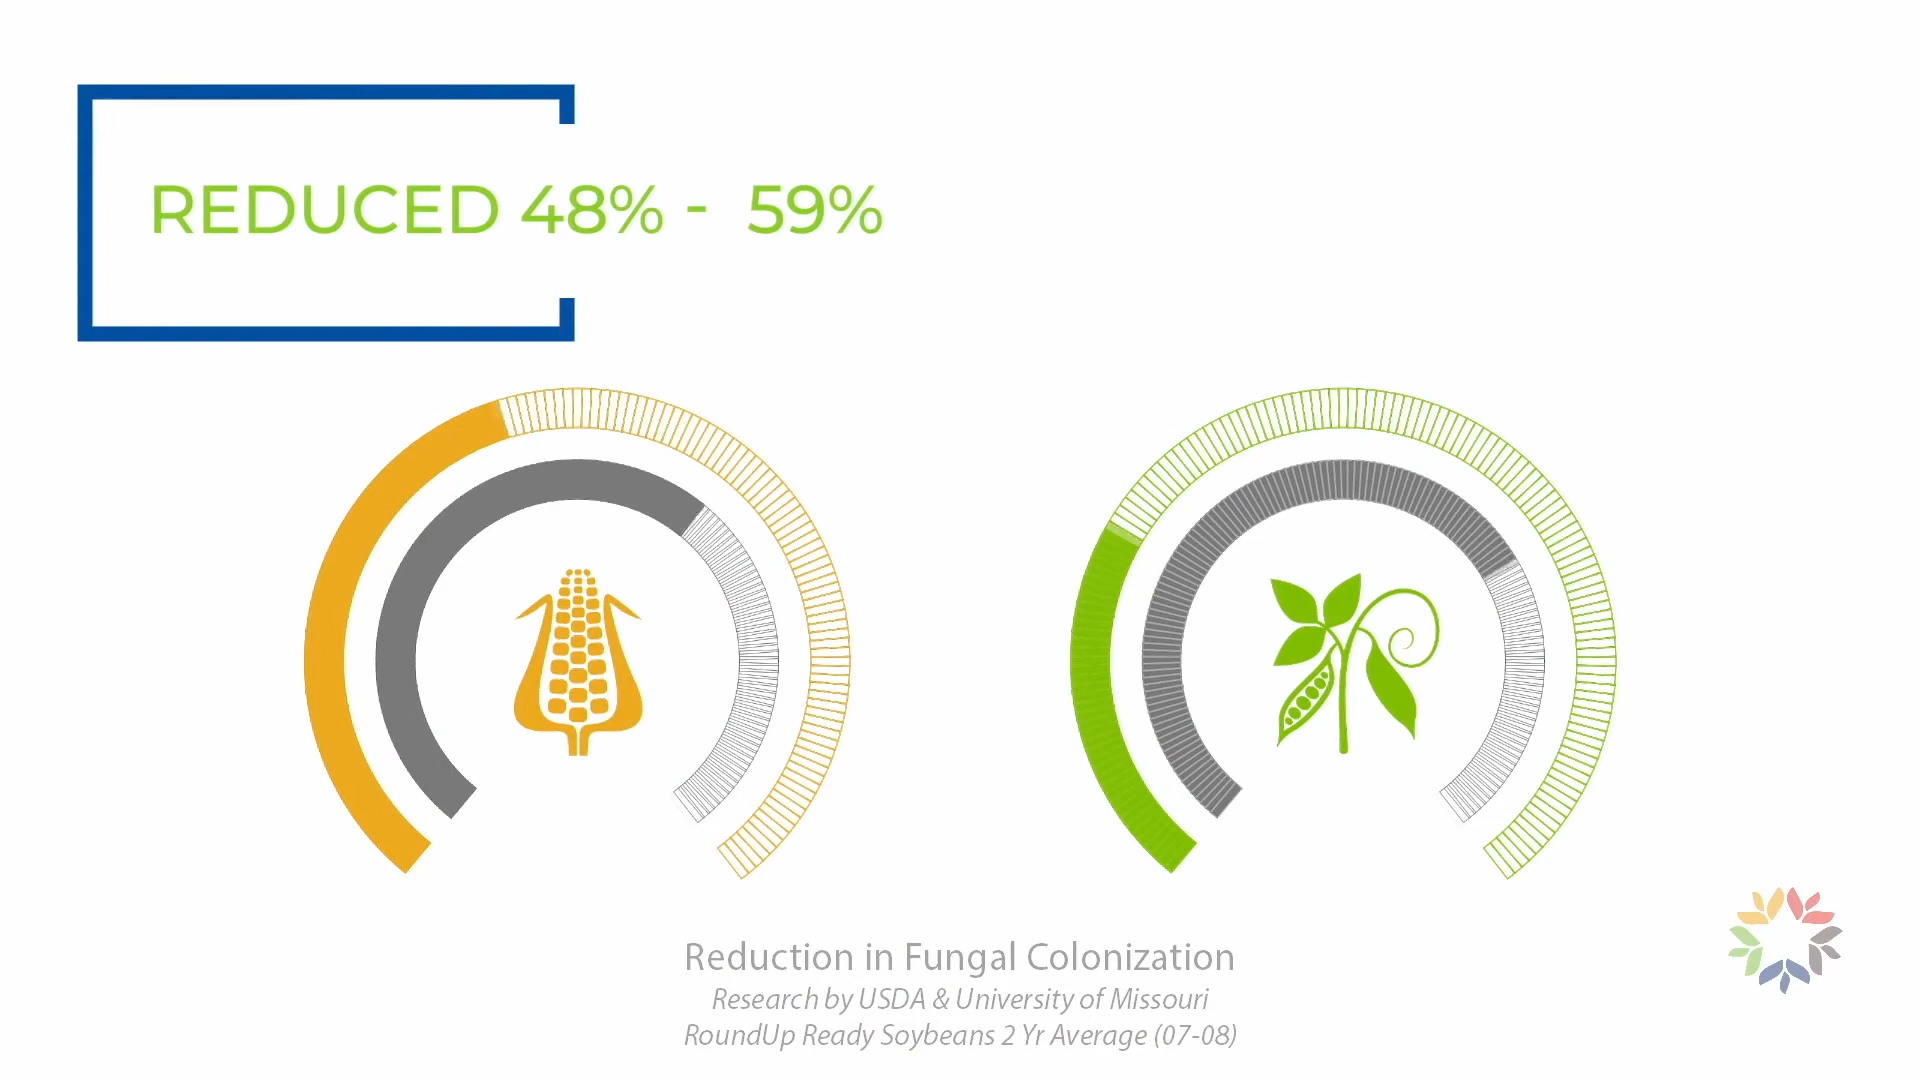 REDUCED 48% - 59%
Reduction in Fungal Colonization
Research by USDA & University of Missouri
RoundUp Ready Soybeans 2 Yr Average (07-08)